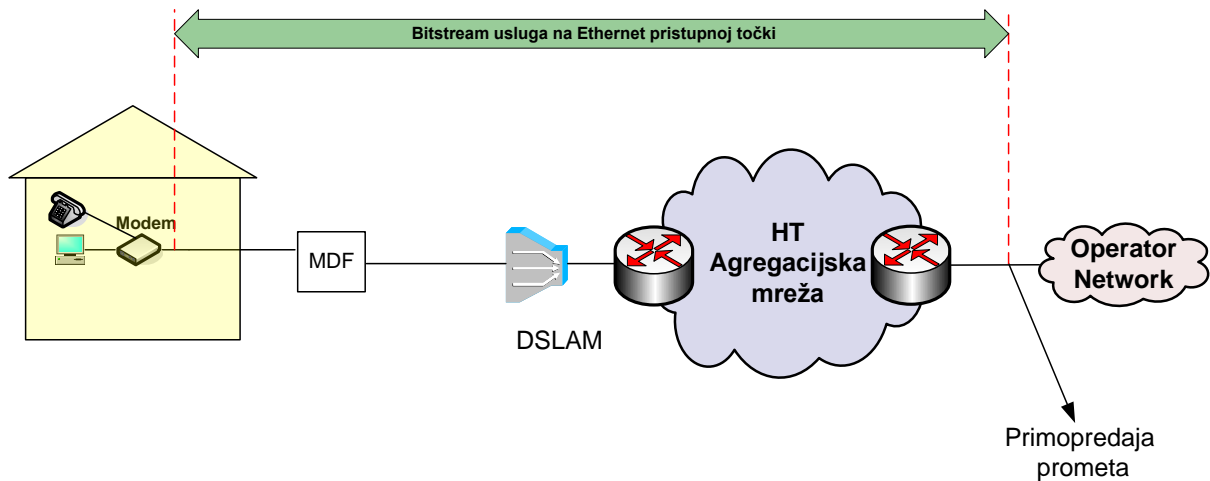 Bitstream usluga na Ethernet pristupnoj točki
Modem
MDF
DSLAM
HT
Agregacijska
mreža
Operator
Network
Primopredaja
prometa